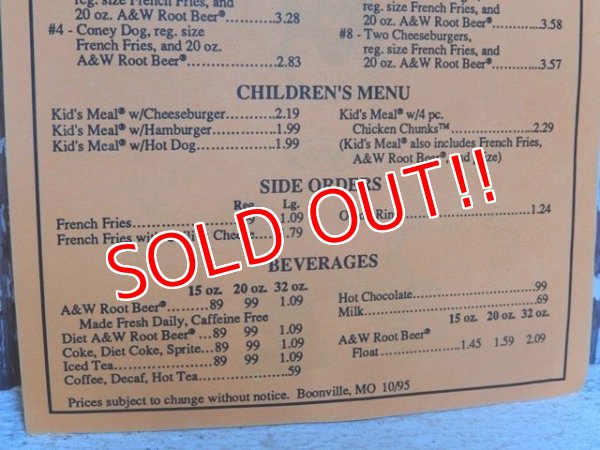 reg. size French Fries, and
20 oz. A&W Root Beer®..............3.28
#4 - Coney Dog, reg. size
French Fries, and 20 oz.
A&W Root Beer®......................2.83
reg. size French Fries, and
20 oz. A&W Root Beer®..............3.58
#8 - Two Cheeseburgers,
reg. size French Fries, and
20 oz. A&W Root Beer®..............3.57
CHILDREN'S MENU
Kid's Meal® w/Cheeseburger.........2.19
Kid's Meal® w/Hamburger............1.99
Kid's Meal® w/Hot Dog..............1.99
Kid's Meal® w/4 pc.
Chicken Chunks™....................2.29
(Kid's Meal® also includes French Fries,
A&W Root Beer®, and
SIDE ORDERS
Reg. Lg.
French Fries....................... 1.09
French Fries with Cheese....1.79
1.24
SOLD OUT!!
BEVERAGES
15 oz. 20 oz. 32 oz.
A&W Root Beer®........89 99 1.09
Made Fresh Daily, Caffeine Free
Diet A&W Root Beer®...89 99 1.09
Coke, Diet Coke, Sprite...89 99 1.09
Iced Tea..................89 99 1.09
Coffee, Decaf, Hot Tea..................59
Hot Chocolate..........................99
Milk...................................69
15 oz. 20 oz. 32 oz.
A&W Root Beer®
Float................1.45 1.59 2.09
Prices subject to change without notice. Boonville, MO 10/95